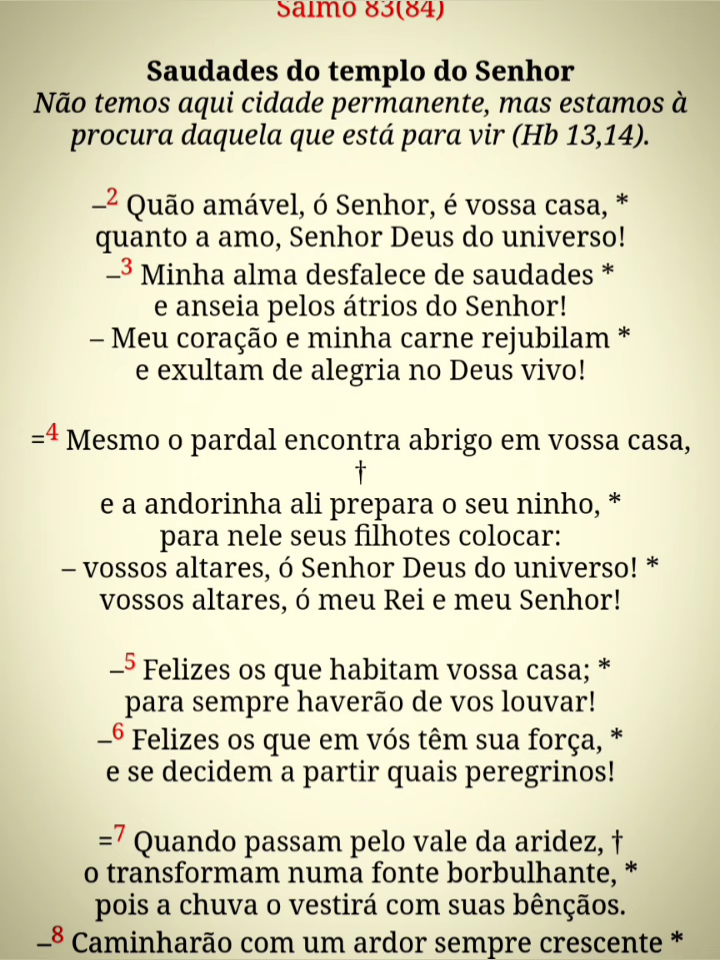 Salmo 83(84)
Saudades do templo do Senhor
Não temos aqui cidade permanente, mas estamos à
procura daquela que está para vir (Hb 13,14).
–2 Quão amável, ó Senhor, é vossa casa, *
quanto a amo, Senhor Deus do universo!
–3 Minha alma desfalece de saudades *
e anseia pelos átrios do Senhor!
– Meu coração e minha carne rejubilam *
e exultam de alegria no Deus vivo!
=4 Mesmo o pardal encontra abrigo em vossa casa,
†
e a andorinha ali prepara o seu ninho, *
para nele seus filhotes colocar:
– vossos altares, ó Senhor Deus do universo! *
vossos altares, ó meu Rei e meu Senhor!
–5 Felizes os que habitam vossa casa; *
para sempre haverão de vos louvar!
–6 Felizes os que em vós têm sua força, *
e se decidem a partir quais peregrinos!
=7 Quando passam pelo vale da aridez, †
o transformam numa fonte borbulhante, *
pois a chuva o vestirá com suas bênçãos.
–8 Caminharão com um ardor sempre crescente *